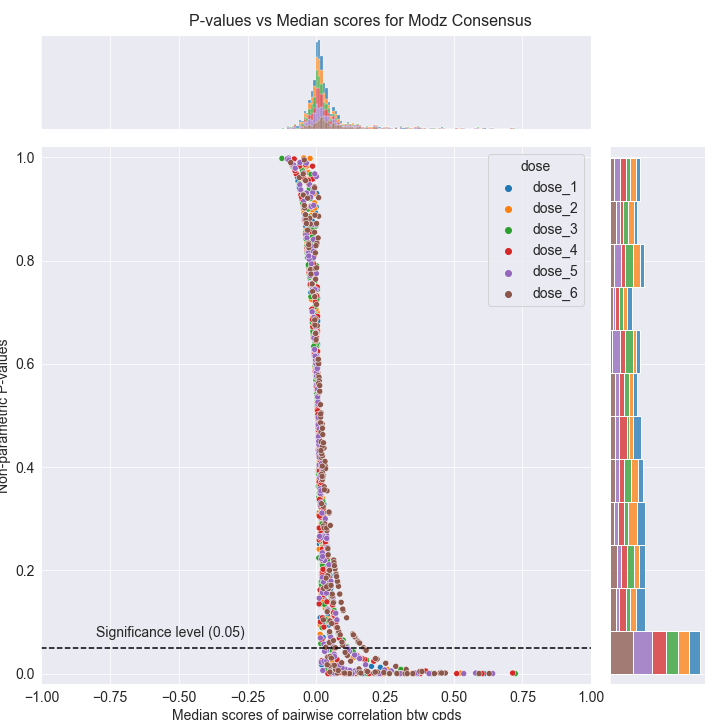 P-values vs Median scores for Modz Consensus
dose
dose_1
dose_2
dose_3
dose_4
dose_5
dose_6
1.0
0.8
0.6
0.4
0.2
0.0
Non-parametric P-values
Significance level (0.05)
−1.00 −0.75 −0.50 −0.25 0.00 0.25 0.50 0.75 1.00
Median scores of pairwise correlation btw cpds